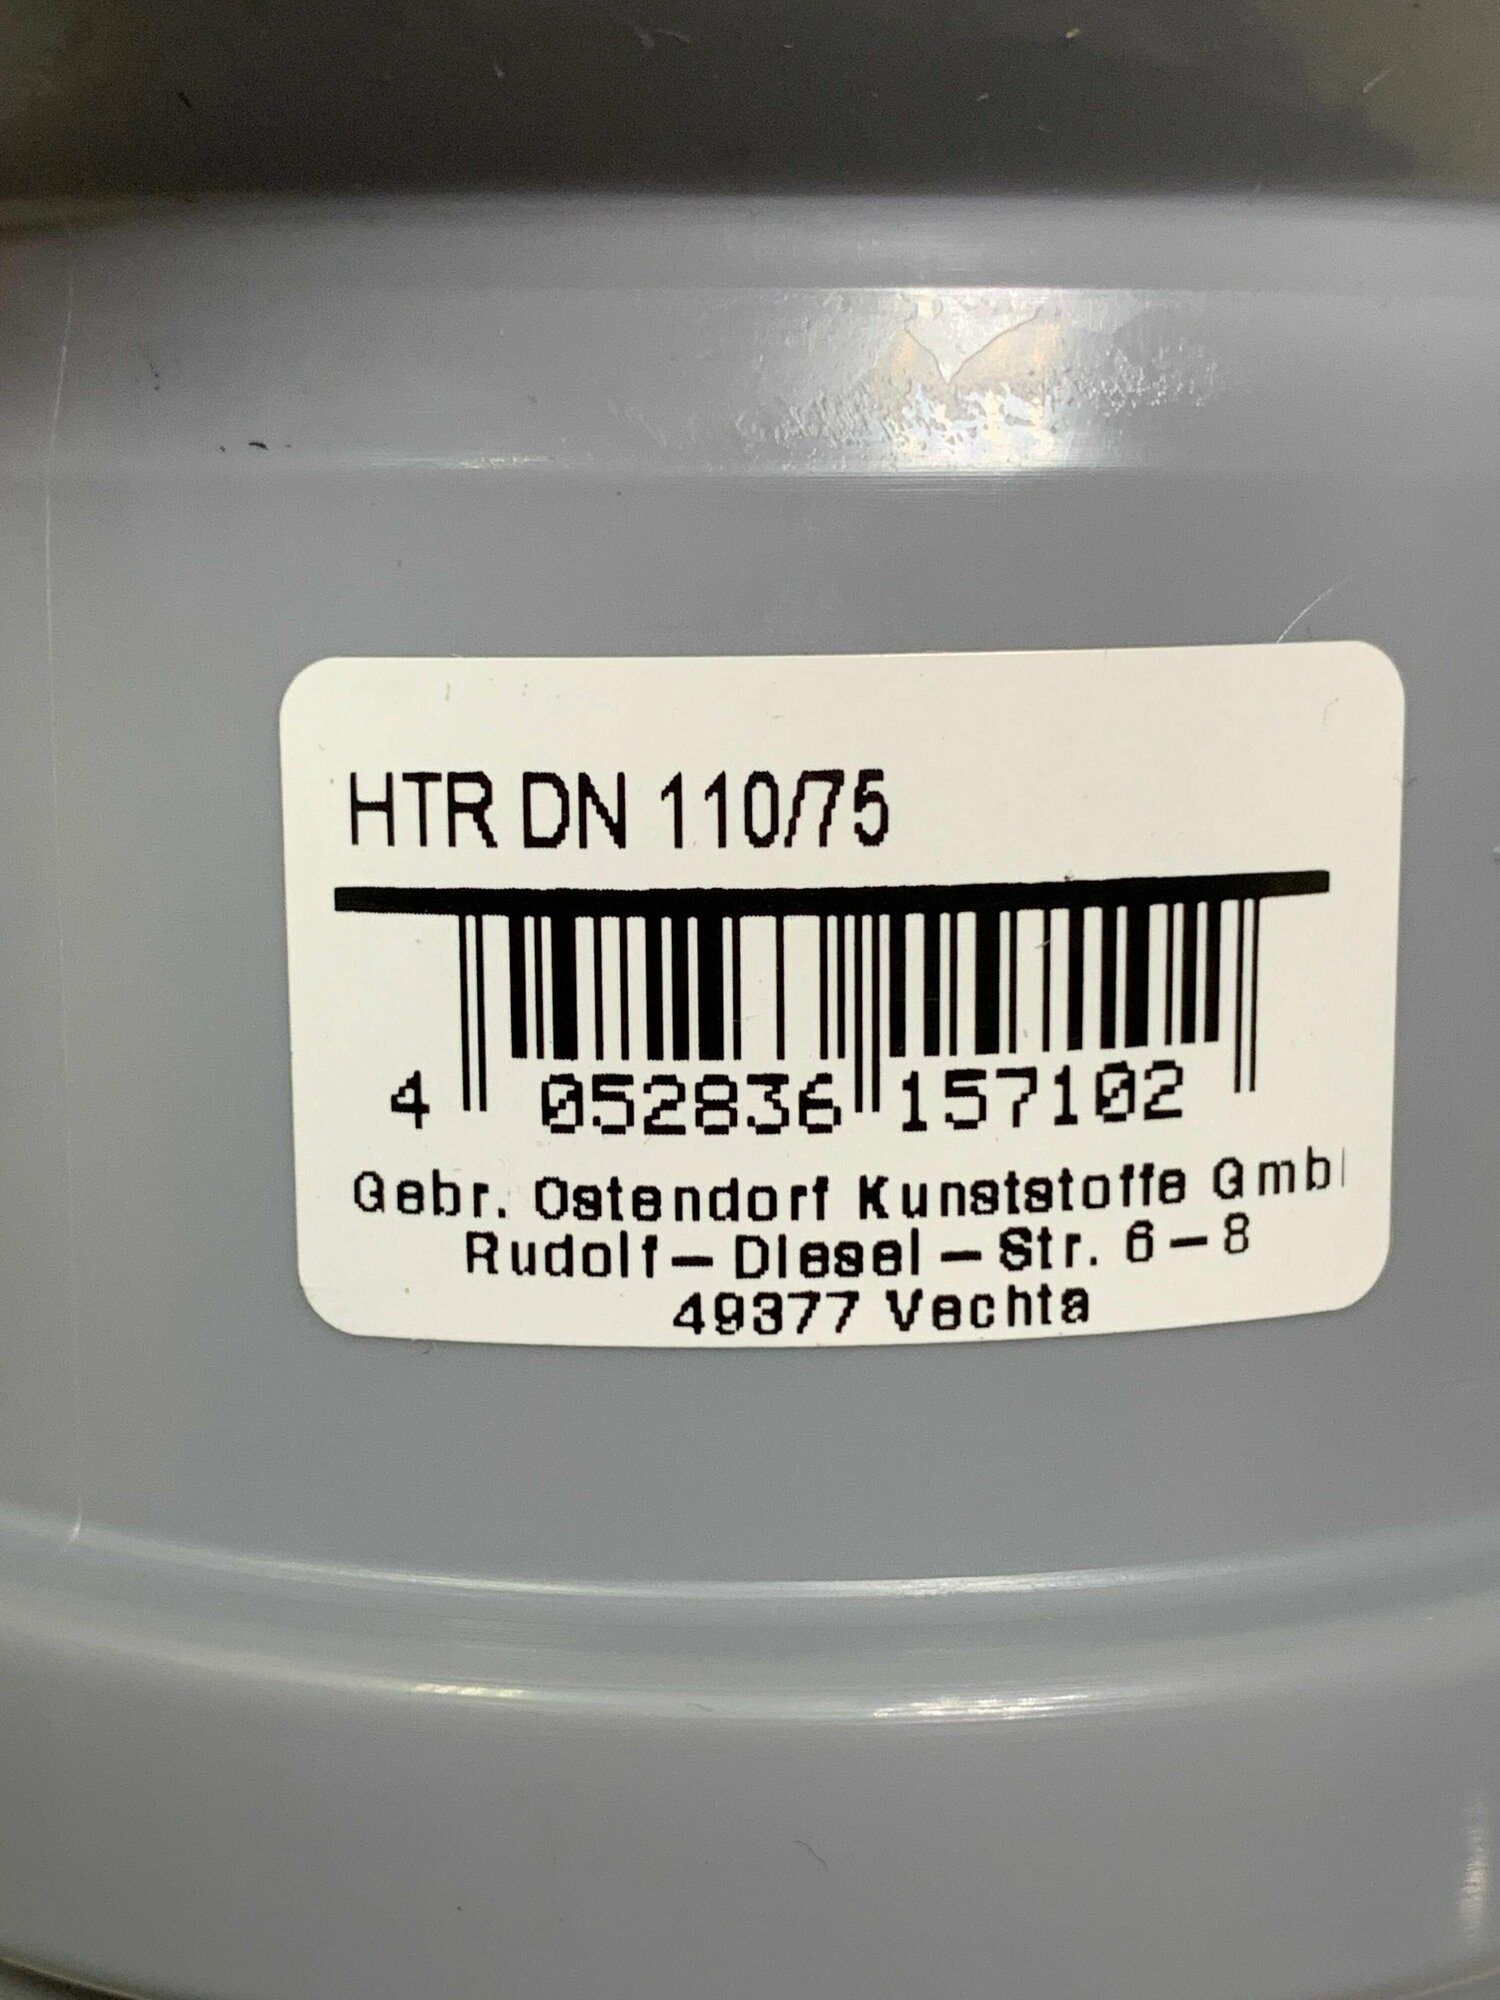 HTR DN 110/75
4 052836 157102
Gebr. Ostendorf Kunststoffe Gmb
Rudolf-Diesel-Str. 6-8
49377 Vechta